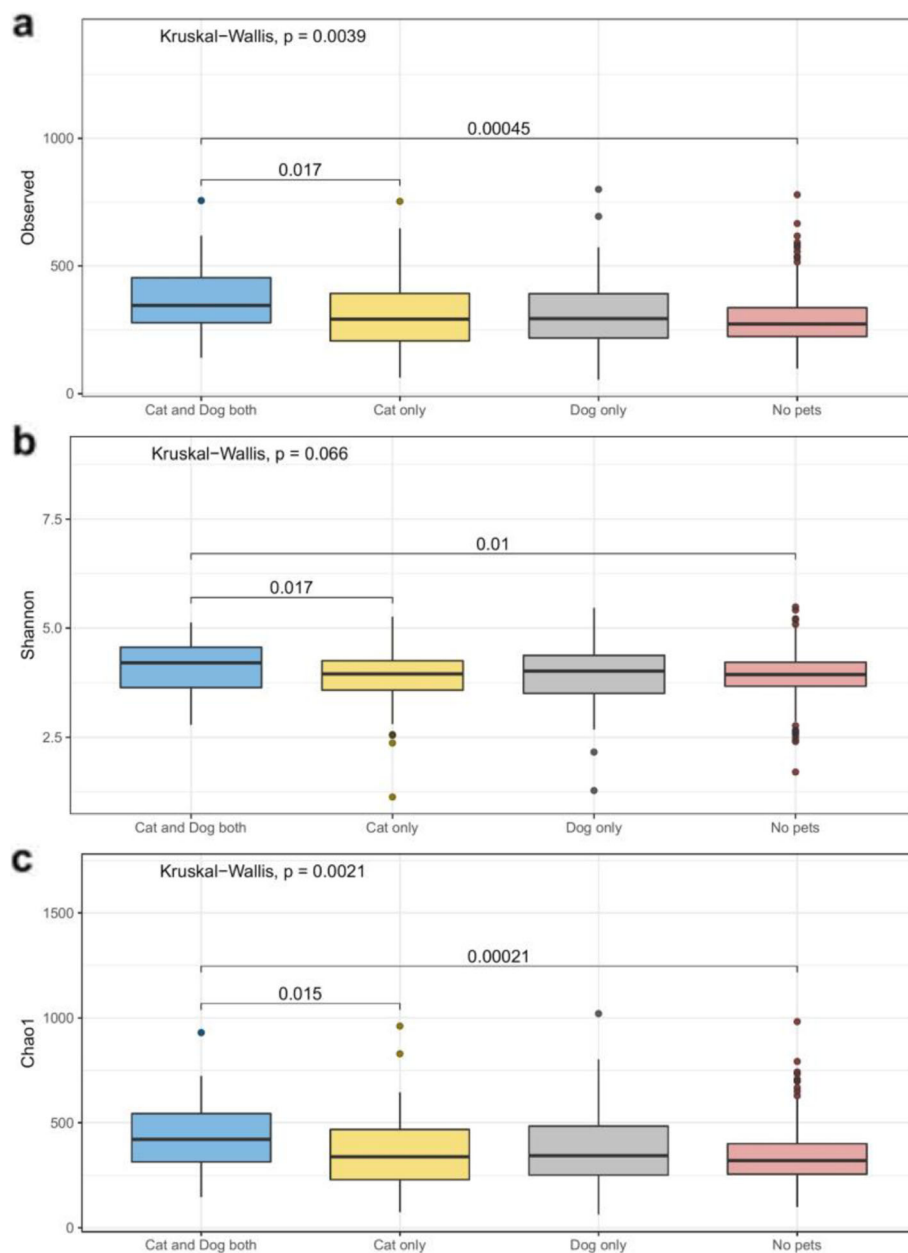 a
Kruskal−Wallis, p = 0.0039
0.00045
1000
0.017
Observed
500
0
Cat and Dog both Cat only Dog only No pets
b
Kruskal−Wallis, p = 0.066
7.5
0.01
0.017
Shannon
5.0
2.5
Cat and Dog both Cat only Dog only No pets
c
Kruskal−Wallis, p = 0.0021
1500
0.00021
0.015
1000
Chao1
500
0
Cat and Dog both Cat only Dog only No pets